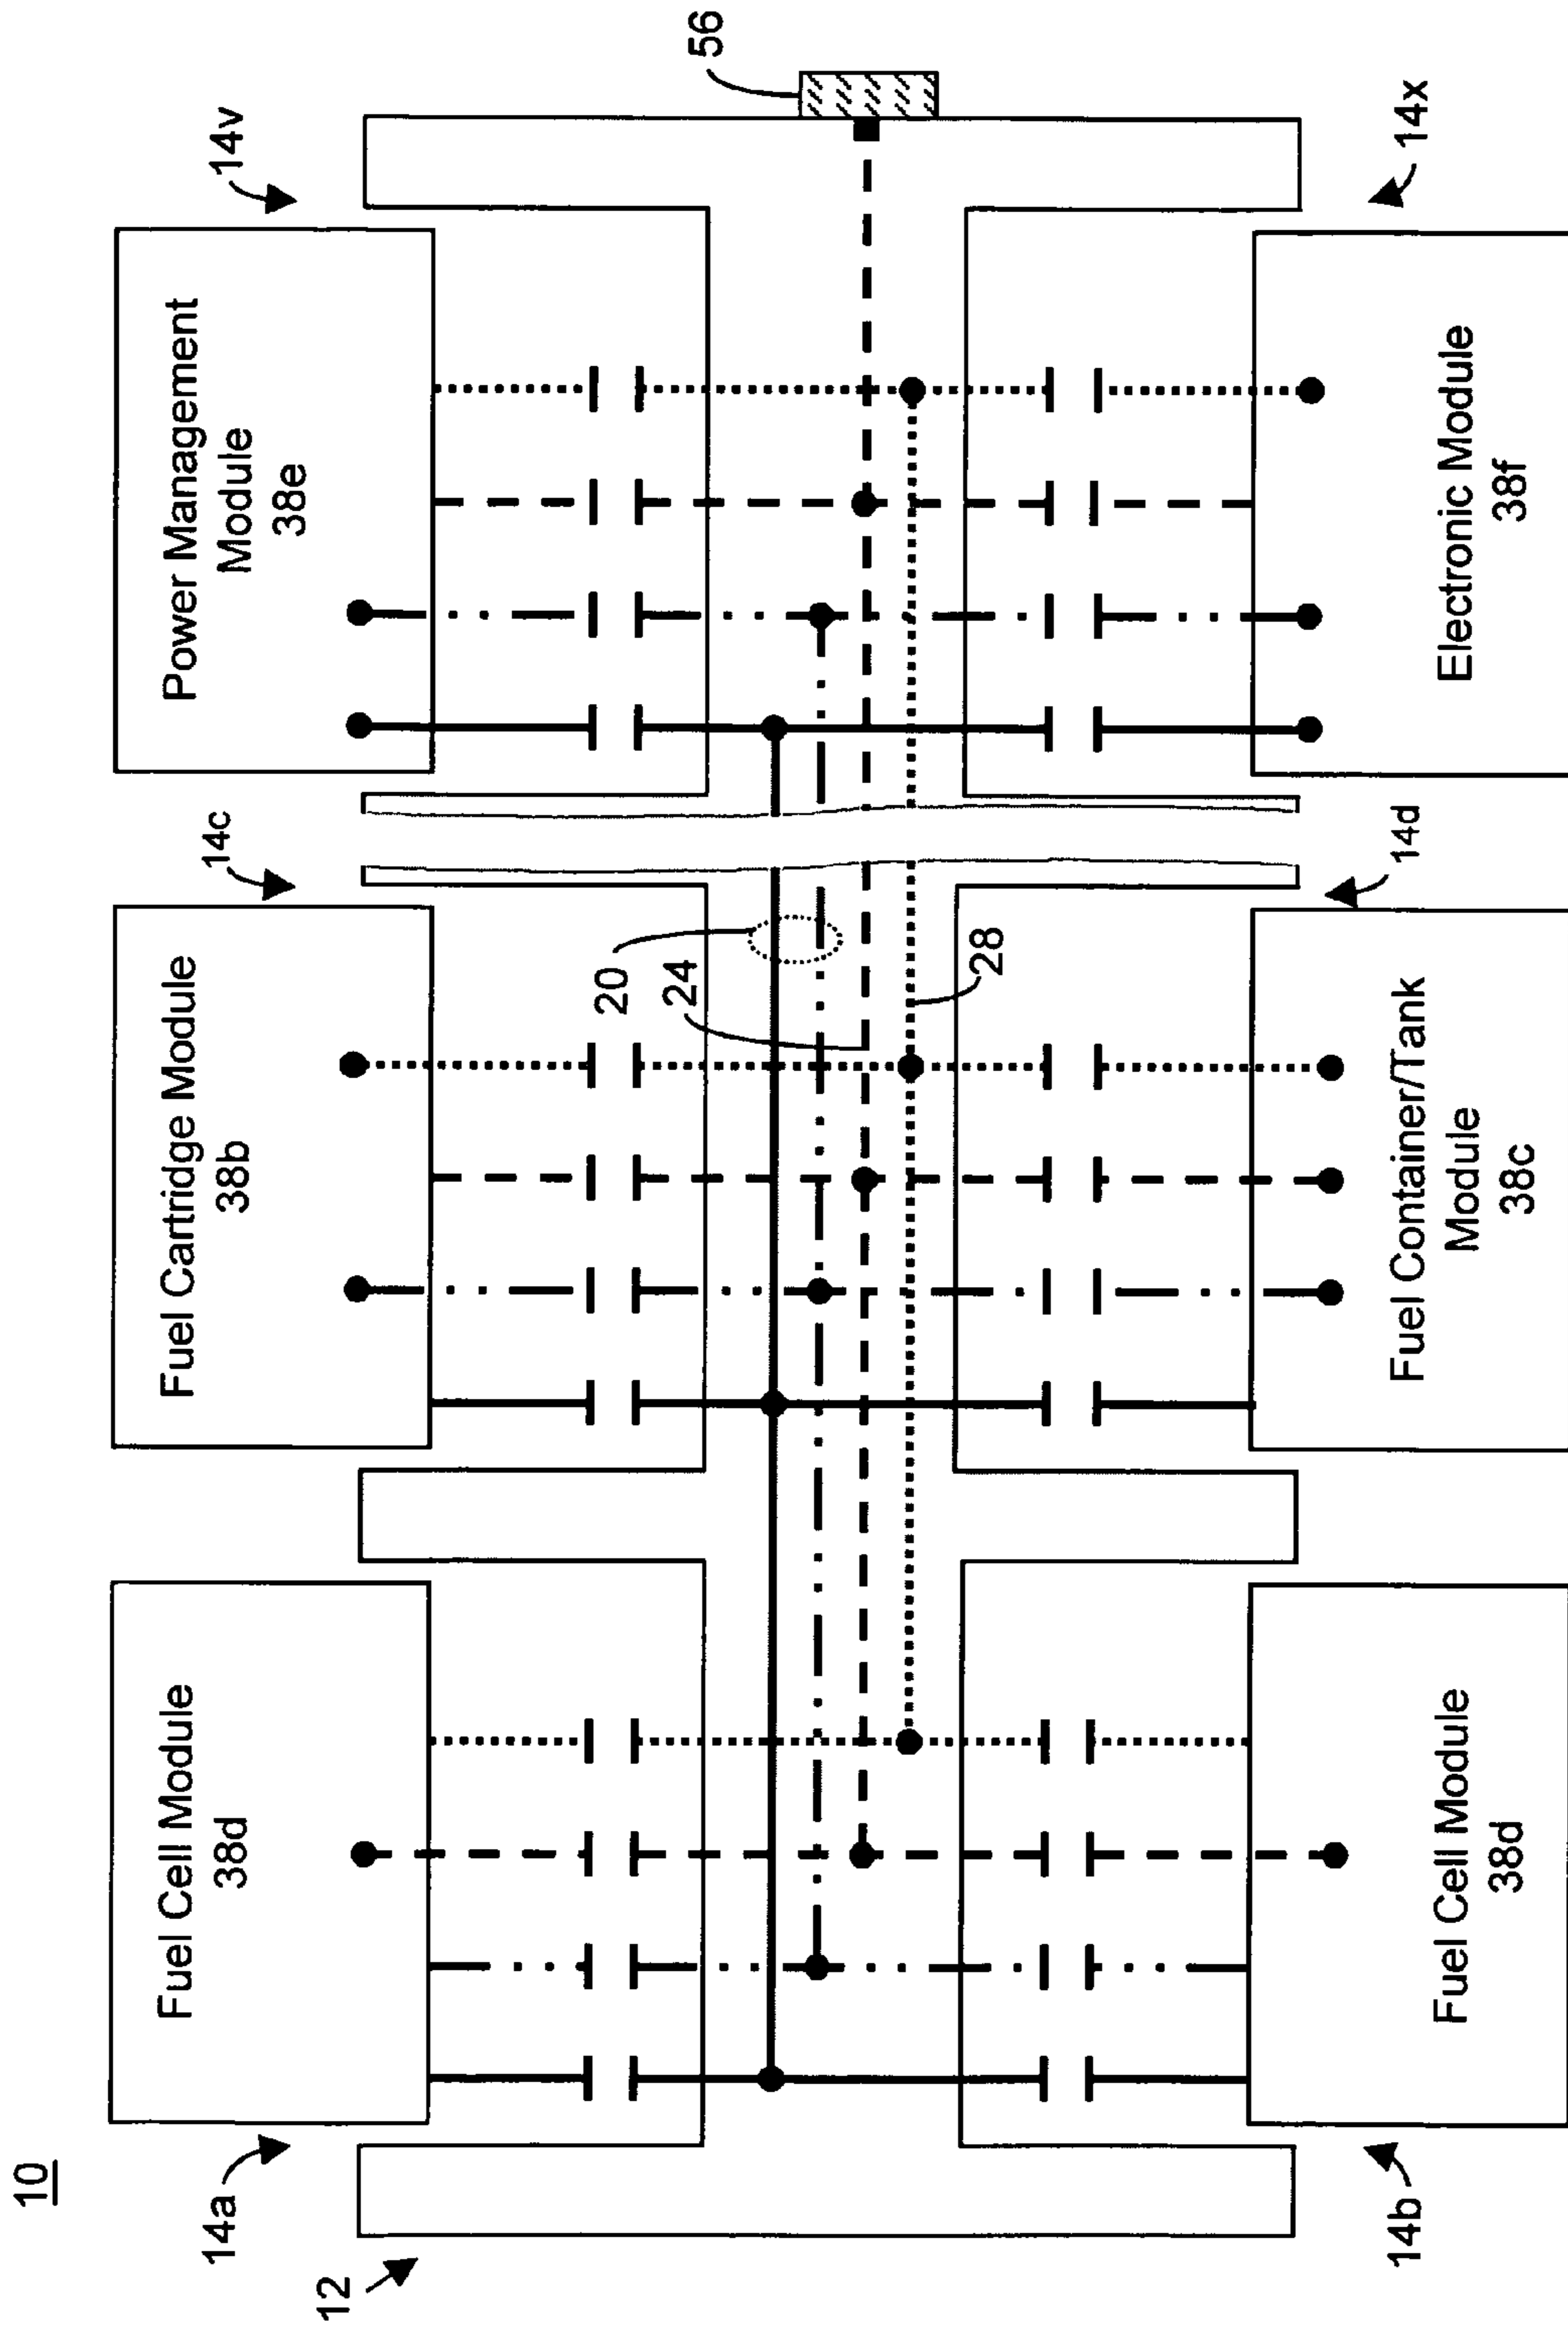 10
12
14a
Fuel Cell Module
38d
14c
Fuel Cartridge Module
38b
14v
Power Management
Module
38e
56
20
24
28
14b
Fuel Cell Module
38d
14d
Fuel Container/Tank
Module
38c
14x
Electronic Module
38f